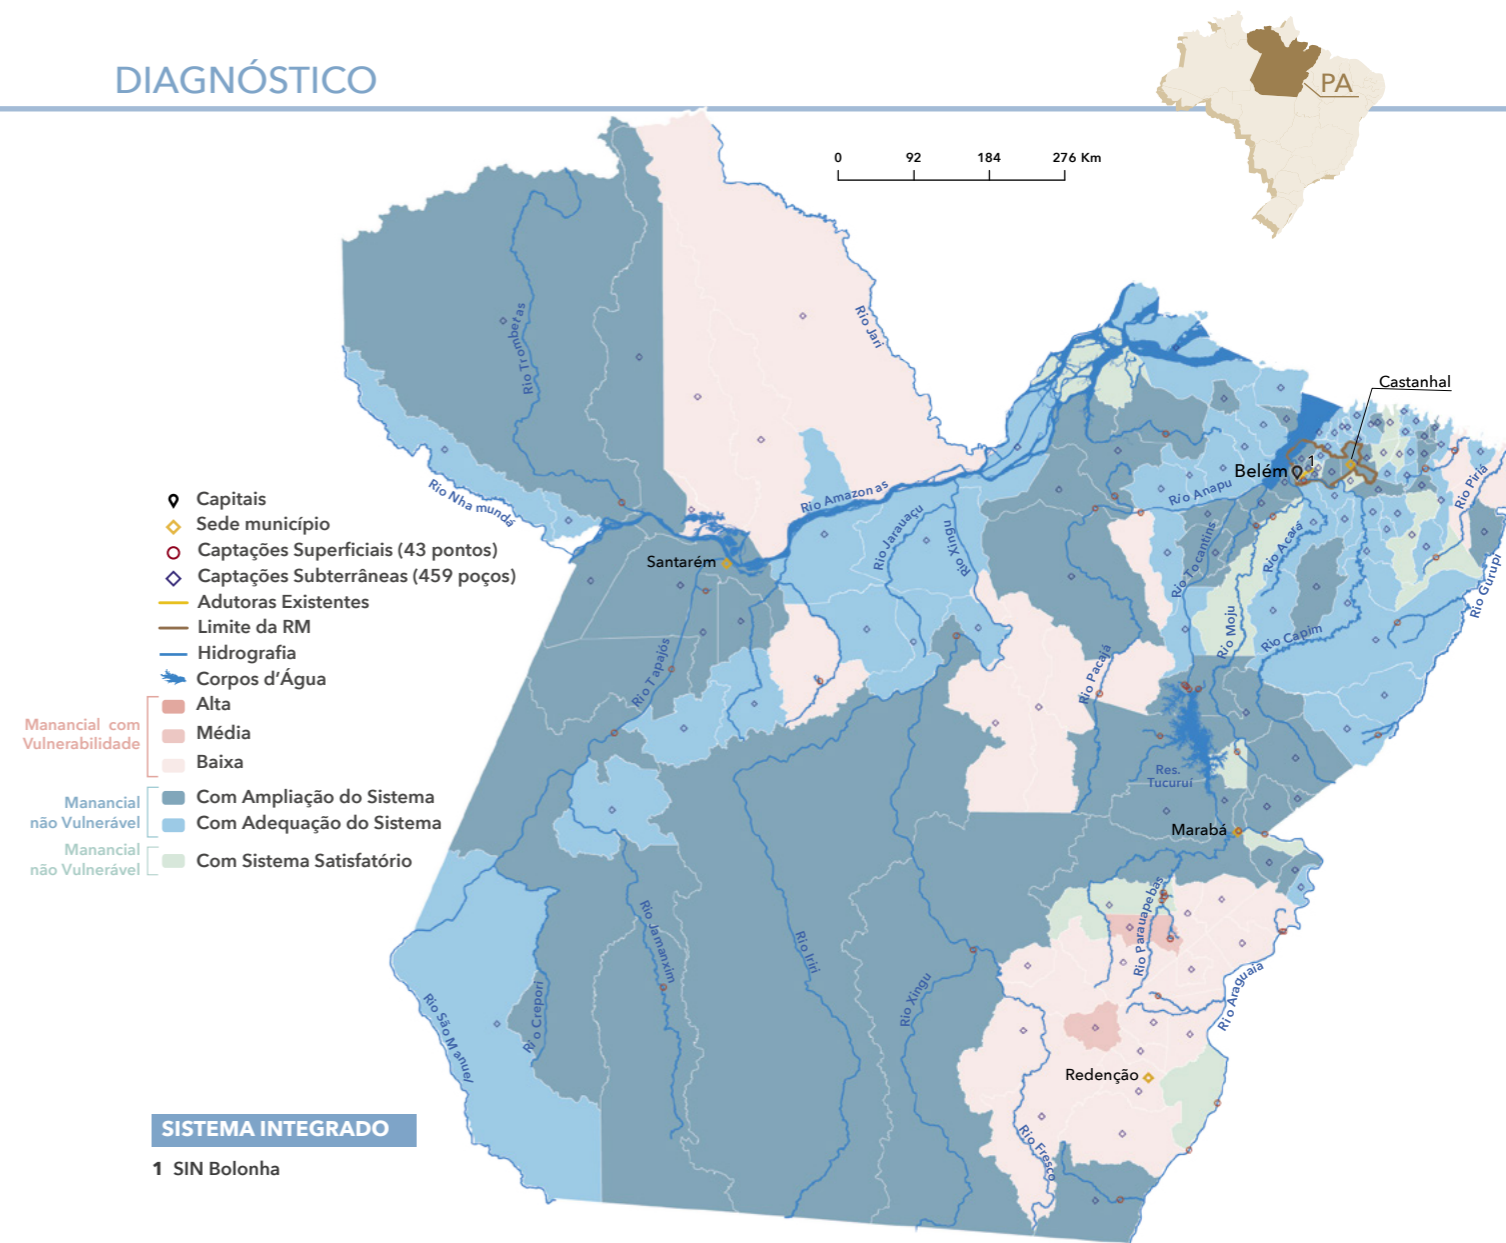 DIAGNÓSTICO
PA
0 92 184 276 Km
Rio Trombetas
Rio Jari
Castanhal
Belém
1
Rio Nhamundá
Rio Amazonas
Rio Anapu
Rio Piriá
Rio Jarauaçu
Rio Xingu
Rio Tocantins
Rio Acará
Rio Gurupi
Santarém
Rio Moju
Rio Capim
Rio Tapajós
Rio Pacajá
Res.
Tucuruí
Marabá
Rio Parauapebas
Rio Jamanxim
Rio Iriri
Rio Xingu
Rio Araguaia
Rio Crepori
Rio São Manuel
Redenção
Rio Fresco
Capitais
Sede município
Captações Superficiais (43 pontos)
Captações Subterrâneas (459 poços)
Adutoras Existentes
Limite da RM
Hidrografia
Corpos d'Água
Manancial com
Vulnerabilidade
Alta
Média
Baixa
Manancial
não Vulnerável
Com Ampliação do Sistema
Com Adequação do Sistema
Manancial
não Vulnerável
Com Sistema Satisfatório
SISTEMA INTEGRADO
1 SIN Bolonha